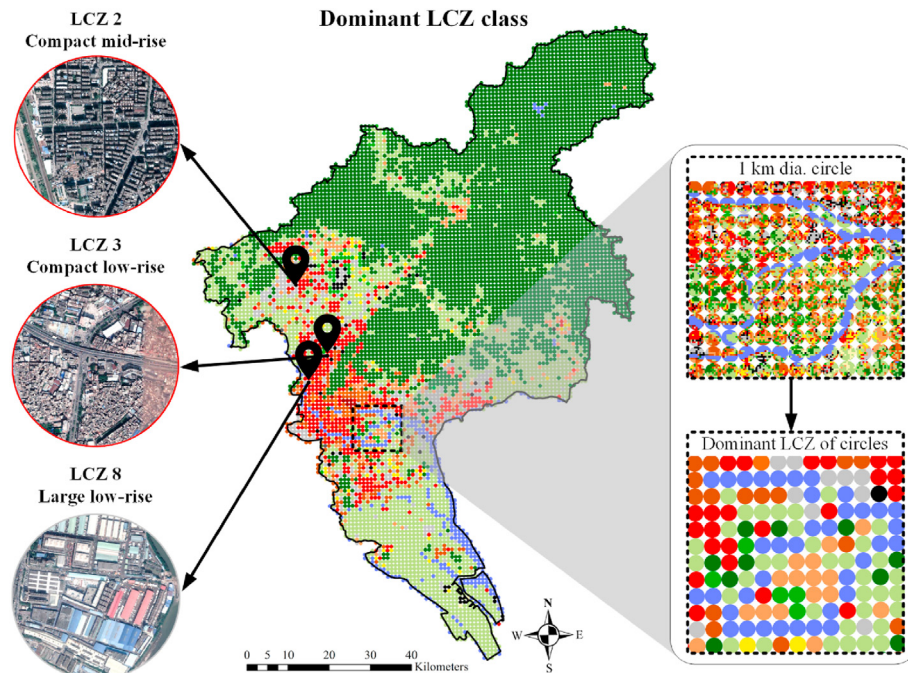 Dominant LCZ class
LCZ 2
Compact mid-rise
LCZ 3
Compact low-rise
LCZ 8
Large low-rise
1 km dia. circle
Dominant LCZ of circles
N
W
E
S
0 5 10 20 30 40
Kilometers